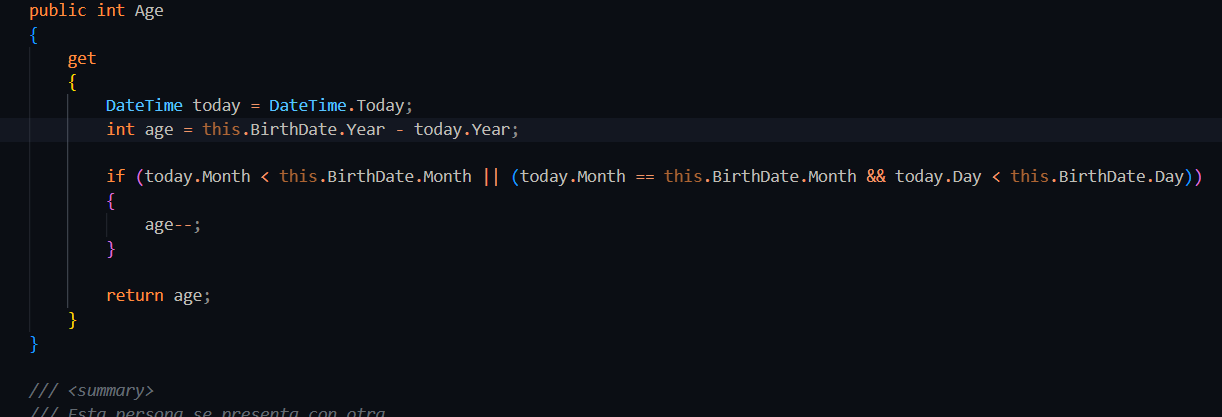 public int Age
{
get
{
DateTime today = DateTime.Today;
int age = this.BirthDate.Year - today.Year;
if (today.Month < this.BirthDate.Month || (today.Month == this.BirthDate.Month && today.Day < this.BirthDate.Day))
{
age--;
}
return age;
}
}
/// <summary>
/// Esta persona se presenta con otra